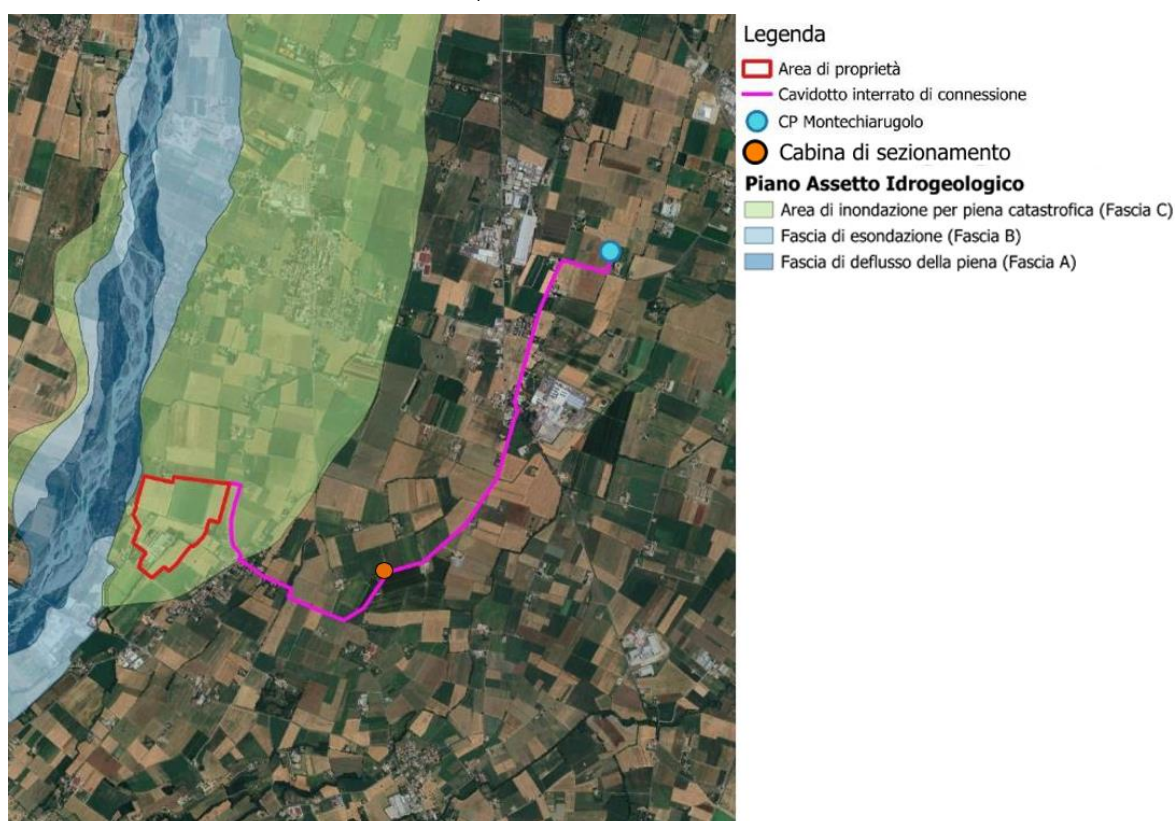 Legenda
Area di proprietà
Cavidotto interrato di connessione
CP Montechiarugolo
Cabina di sezionamento
Piano Assetto Idrogeologico
Area di inondazione per piena catastrofica (Fascia C)
Fascia di esondazione (Fascia B)
Fascia di deflusso della piena (Fascia A)